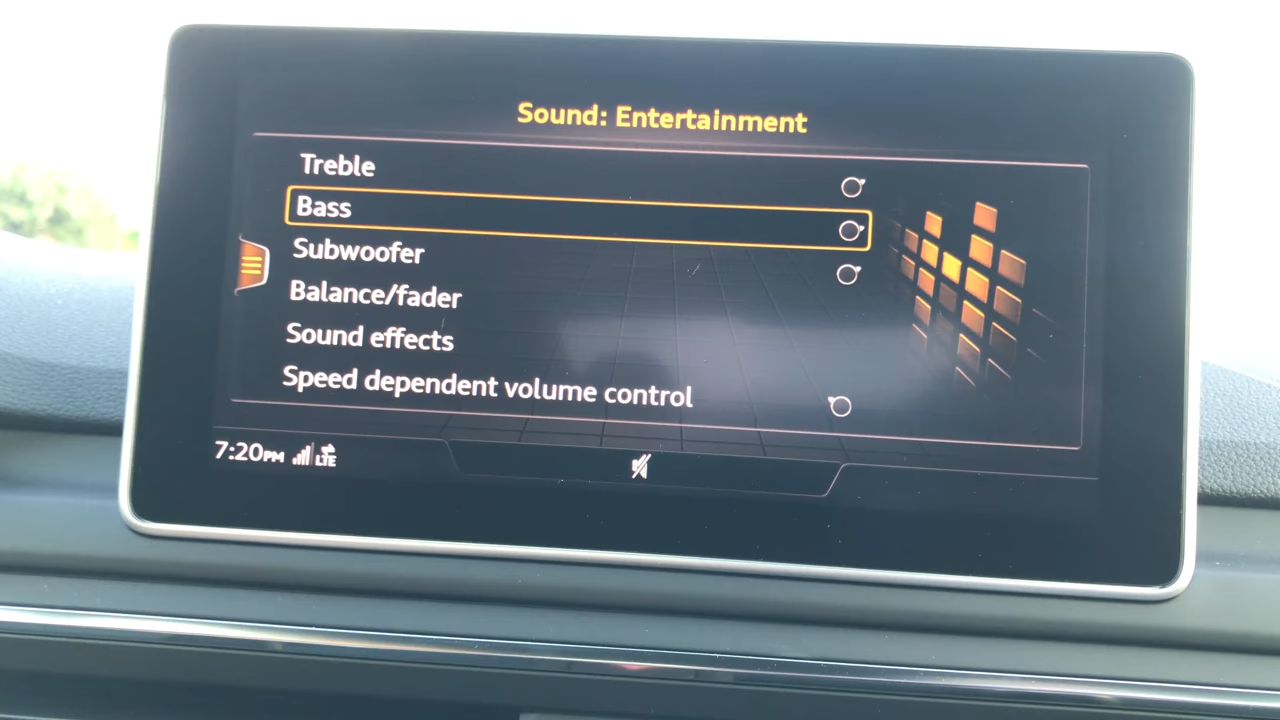 Sound: Entertainment
Treble
Bass
Subwoofer
Balance/fader
Sound effects
Speed dependent volume control
7:20PM LTE